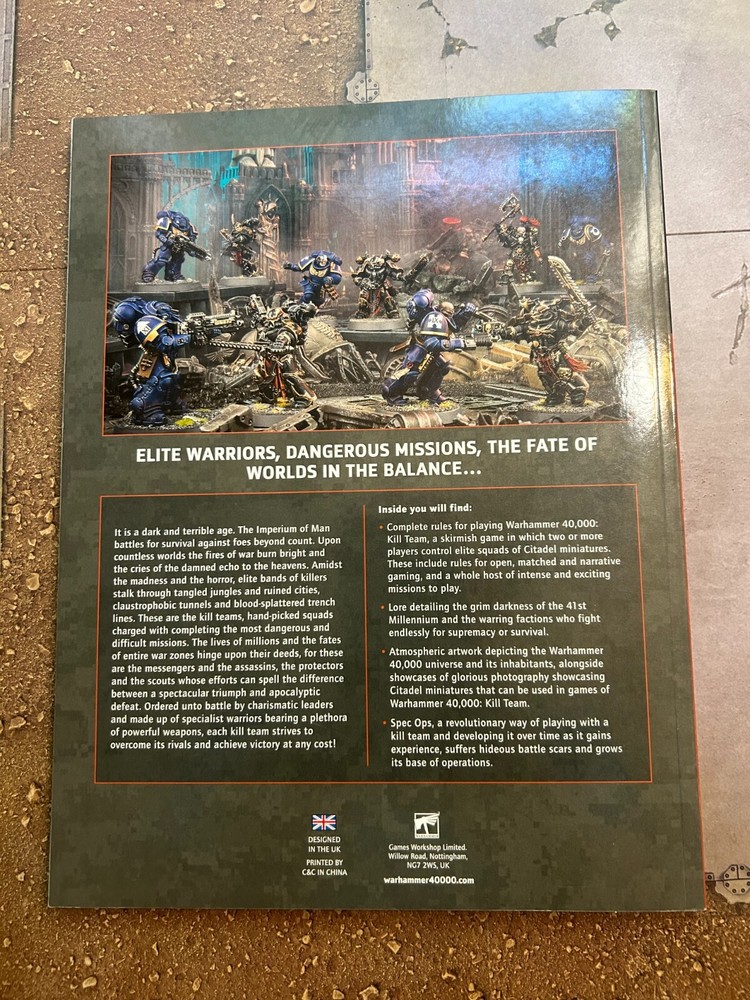 ELITE WARRIORS, DANGEROUS MISSIONS, THE FATE OF
WORLDS IN THE BALANCE...
It is a dark and terrible age. The Imperium of Man
battles for survival against foes beyond count. Upon
countless worlds the fires of war burn bright and
the cries of the damned echo to the heavens. Amidst
the madness and the horror, elite bands of killers
stalk through tangled jungles and ruined cities,
claustrophobic tunnels and blood-splattered trench
lines. These are the kill teams, hand-picked squads
charged with completing the most dangerous and
difficult missions. The lives of millions and the fates
of entire war zones hinge upon their deeds, for these
are the messengers and the assassins, the protectors
and the scouts whose efforts can spell the difference
between a spectacular triumph and apocalyptic
defeat. Ordered unto battle by charismatic leaders
and made up of specialist warriors bearing a plethora
of powerful weapons, each kill team strives to
overcome its rivals and achieve victory at any cost!
Inside you will find:
• Complete rules for playing Warhammer 40,000:
Kill Team, a skirmish game in which two or more
players control elite squads of Citadel miniatures.
These include rules for open, matched and narrative
gaming, and a whole host of intense and exciting
missions to play.
• Lore detailing the grim darkness of the 41st
Millennium and the warring factions who fight
endlessly for supremacy or survival.
• Atmospheric artwork depicting the Warhammer
40,000 universe and its inhabitants, alongside
showcases of glorious photography showcasing
Citadel miniatures that can be used in games of
Warhammer 40,000: Kill Team.
• Spec Ops, a revolutionary way of playing with a
kill team and developing it over time as it gains
experience, suffers hideous battle scars and grows
its base of operations.
DESIGNED
IN THE UK
PRINTED BY
C&C IN CHINA
Games Workshop Limited.
Willow Road, Nottingham,
NG7 2WS, UK
warhammer40000.com